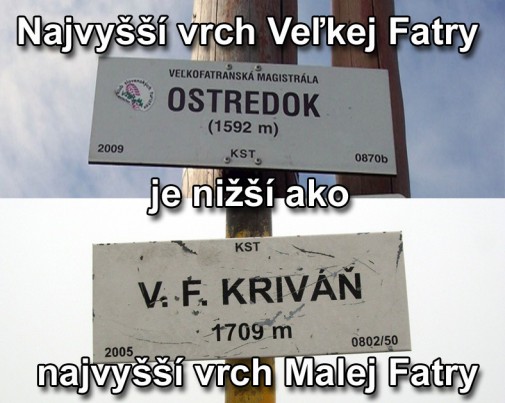 Najvyšší vrch Veľkej Fatry
VEĽKOFATRANSKÁ MAGISTRÁLA
OSTREDOK
(1592 m)
2009
KST
0870b
je nižší ako
KST
V. F. KRIVÁŇ
1709 m
2005
0802/50
najvyšší vrch Malej Fatry